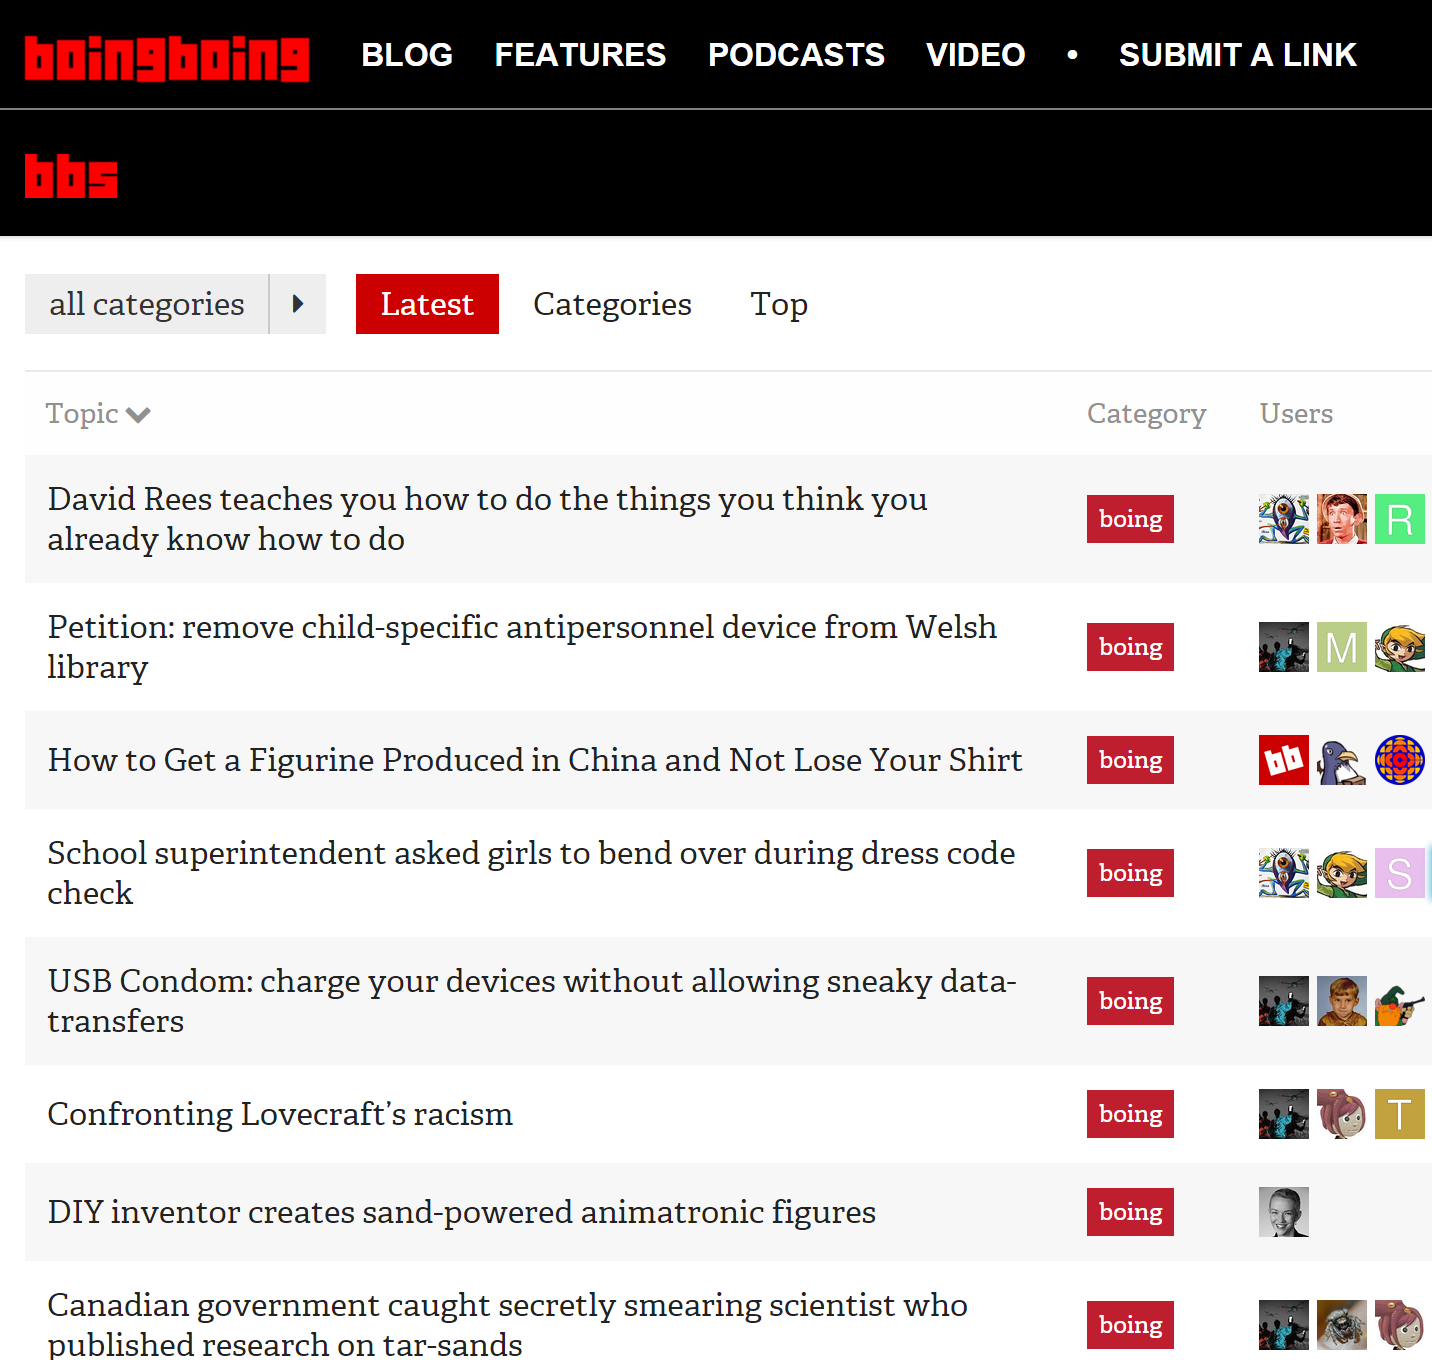 boingboing BLOG FEATURES PODCASTS VIDEO • SUBMIT A LINK
bbs
all categories Latest Categories Top
Topic Category Users
David Rees teaches you how to do the things you think you
already know how to do
boing
R
Petition: remove child-specific antipersonnel device from Welsh
library
boing
M
How to Get a Figurine Produced in China and Not Lose Your Shirt
boing
bb
School superintendent asked girls to bend over during dress code
check
boing
S
USB Condom: charge your devices without allowing sneaky data-
transfers
boing
Confronting Lovecraft’s racism
boing
T
DIY inventor creates sand-powered animatronic figures
boing
Canadian government caught secretly smearing scientist who
published research on tar-sands
boing